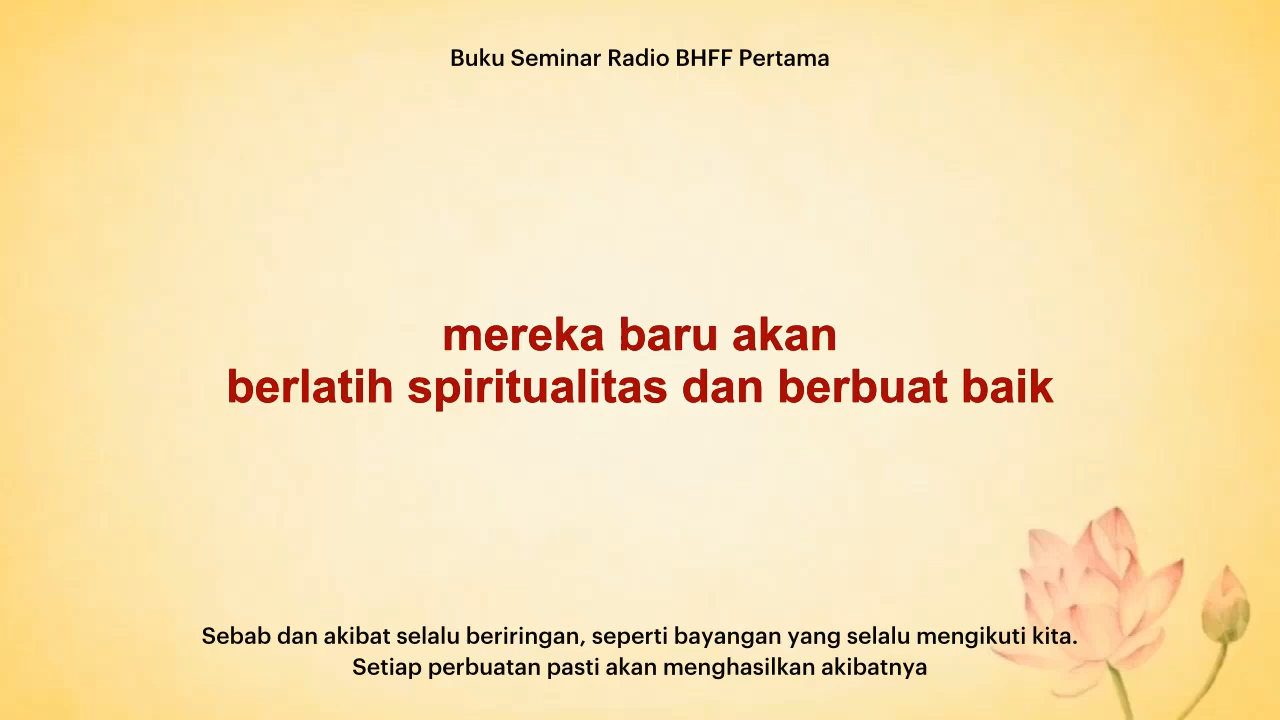 Buku Seminar Radio BHFF Pertama
mereka baru akan
berlatih spiritualitas dan berbuat baik
Sebab dan akibat selalu beriringan, seperti bayangan yang selalu mengikuti kita.
Setiap perbuatan pasti akan menghasilkan akibatnya